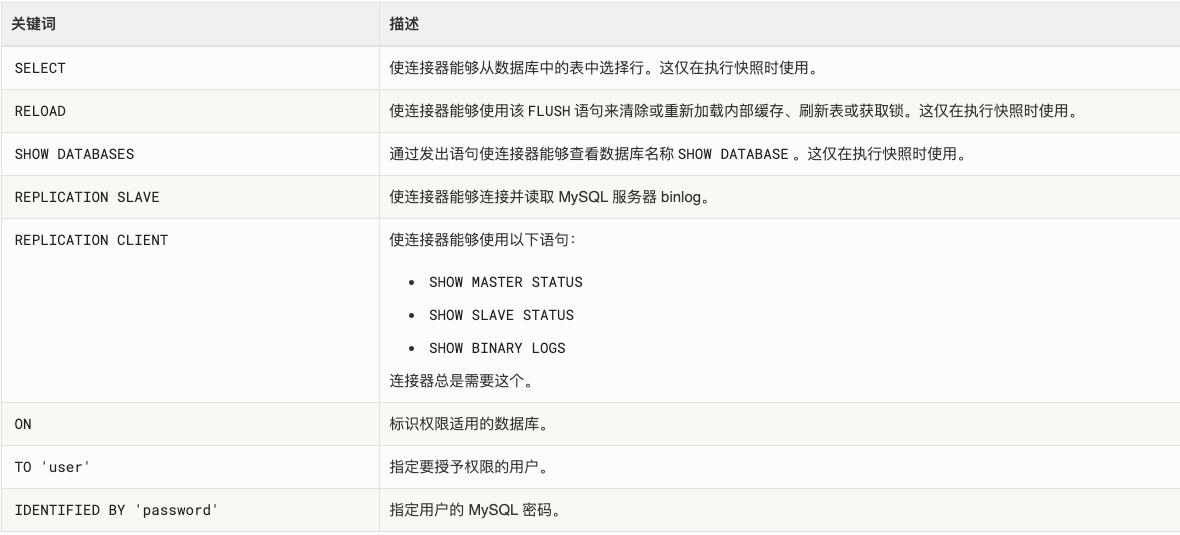 关键词 描述
SELECT 使连接器能够从数据库中的表中选择行。这仅在执行快照时使用。
RELOAD 使连接器能够使用该 FLUSH 语句来清除或重新加载内部缓存、刷新表或获取锁。这仅在执行快照时使用。
SHOW DATABASES 通过发出语句使连接器能够查看数据库名称 SHOW DATABASE 。这仅在执行快照时使用。
REPLICATION SLAVE 使连接器能够连接并读取 MySQL 服务器 binlog。
REPLICATION CLIENT 使连接器能够使用以下语句：
• SHOW MASTER STATUS
• SHOW SLAVE STATUS
• SHOW BINARY LOGS
连接器总是需要这个。
ON 标识权限适用的数据库。
TO 'user' 指定要授予权限的用户。
IDENTIFIED BY 'password' 指定用户的 MySQL 密码。